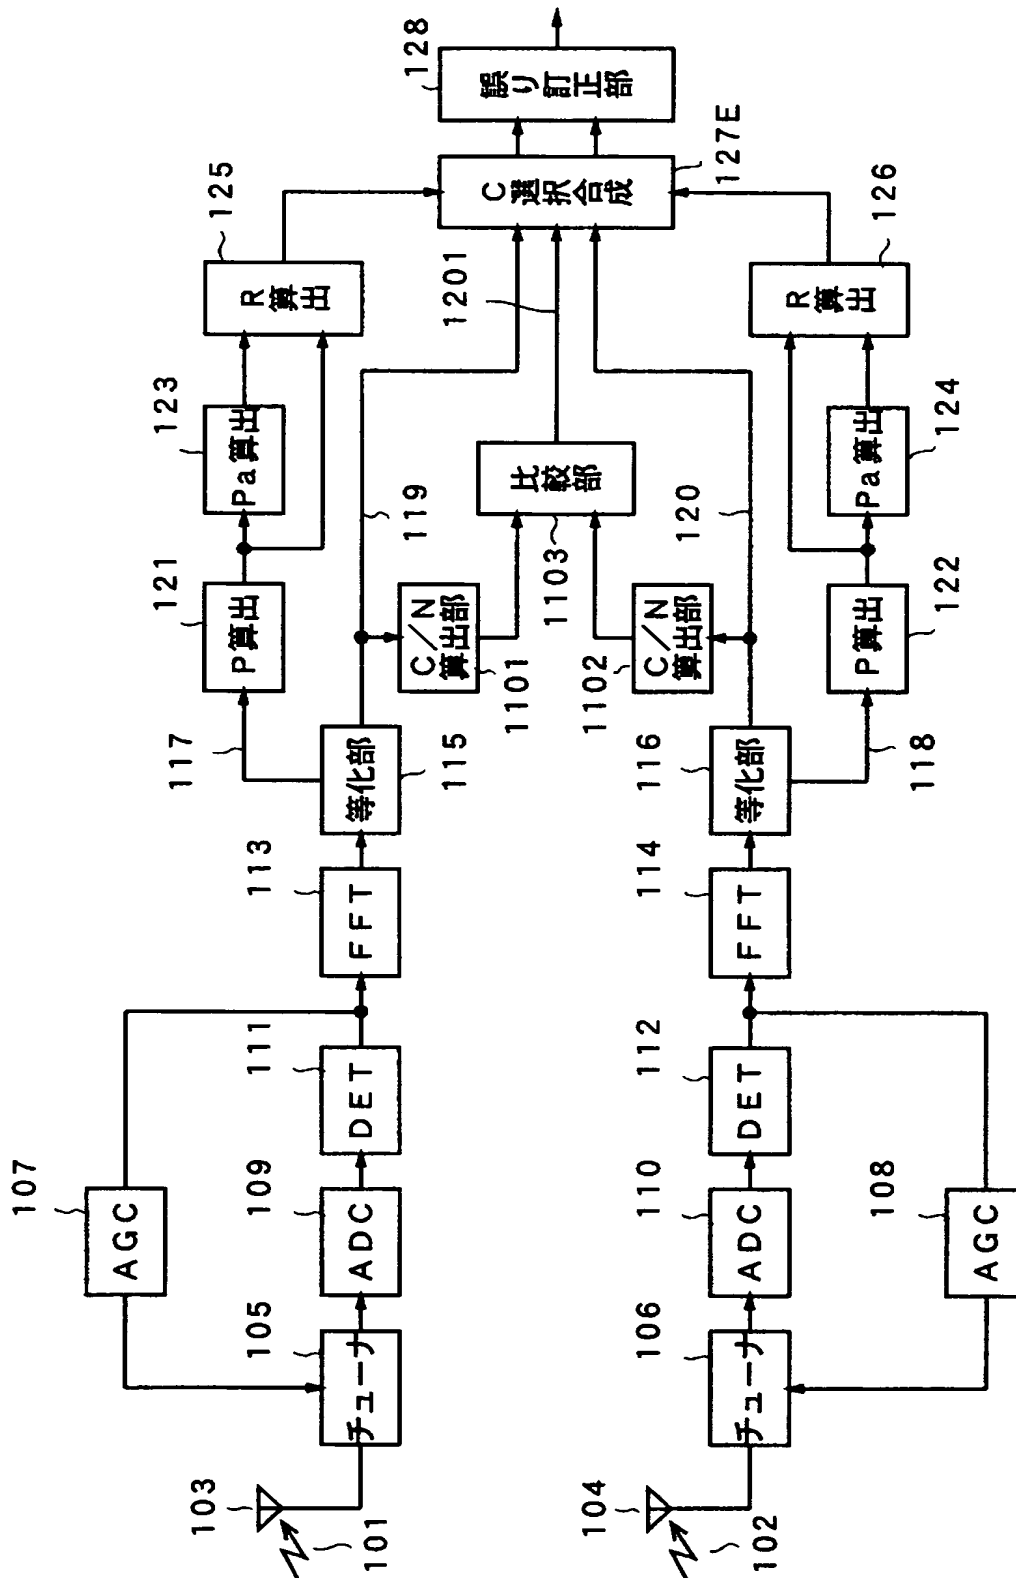 107
AGC
103
101
105
チューナ
109
ADC
111
DET
113
FFT
115
等化部
117
121
P算出
123
Pa算出
125
R算出
119
C/N
算出部
1101
比較部
1103
1201
C選択合成
127E
128
誤り訂正部
104
102
106
チューナ
110
ADC
112
DET
114
FFT
116
等化部
1102
C/N
算出部
120
118
P算出
122
Pa算出
124
R算出
126
108
AGC